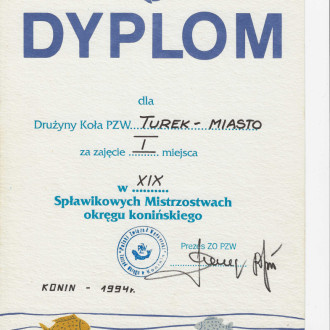 DYPLOM
dla
Drużyny Koła PZW TUREK - MIASTO
za zajęcie I miejsca
w XIX
Spławikowych Mistrzostwach
okręgu konińskiego
Prezes ZO PZW
KONIN - 1994r.